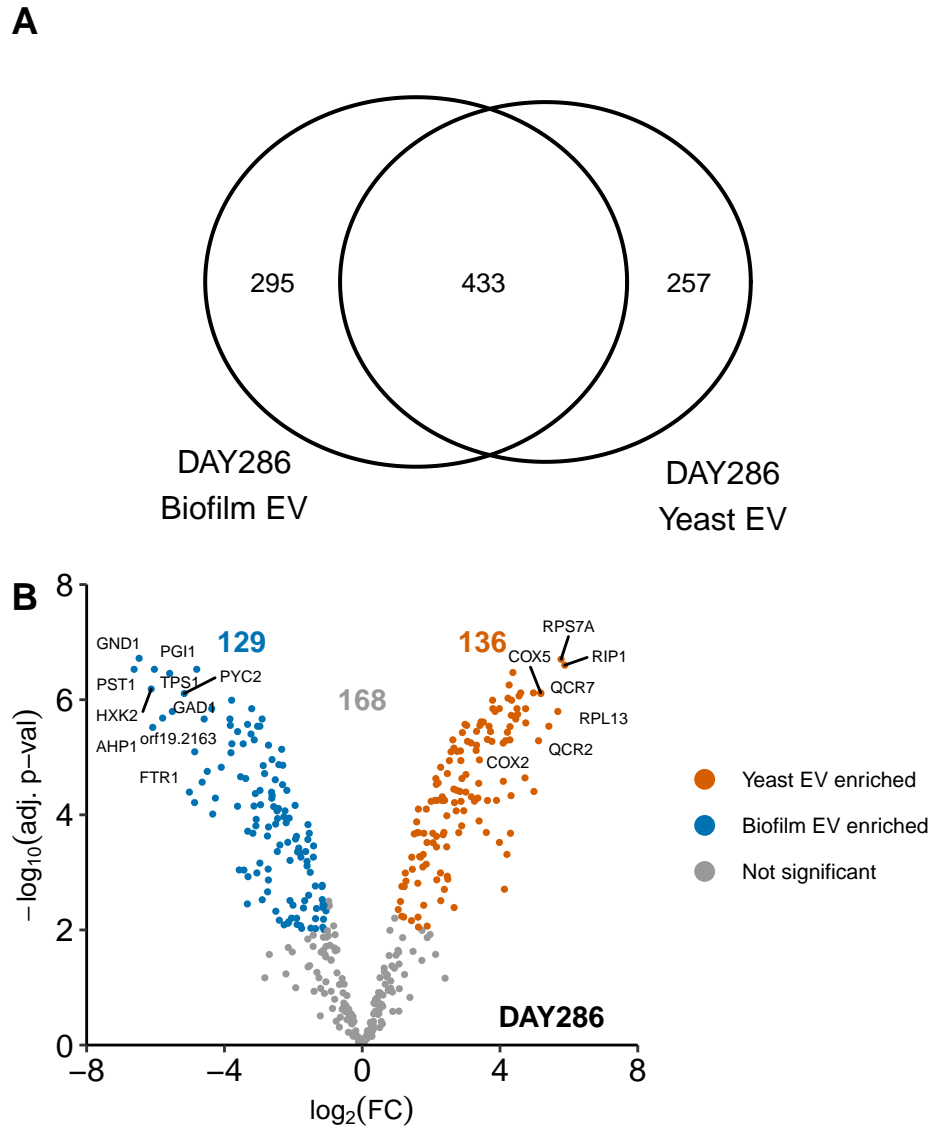 A
295
433
257
DAY286
Biofilm EV
DAY286
Yeast EV
B
8
6
4
2
0
−log10(adj. p−val)
129
136
168
GND1
PGI1
PST1
TPS1
PYC2
HXK2
GAD1
AHP1
orf19.2163
FTR1
RPS7A
COX5
RIP1
QCR7
RPL13
QCR2
COX2
DAY286
−8
−4
0
4
8
log2(FC)
Yeast EV enriched
Biofilm EV enriched
Not significant